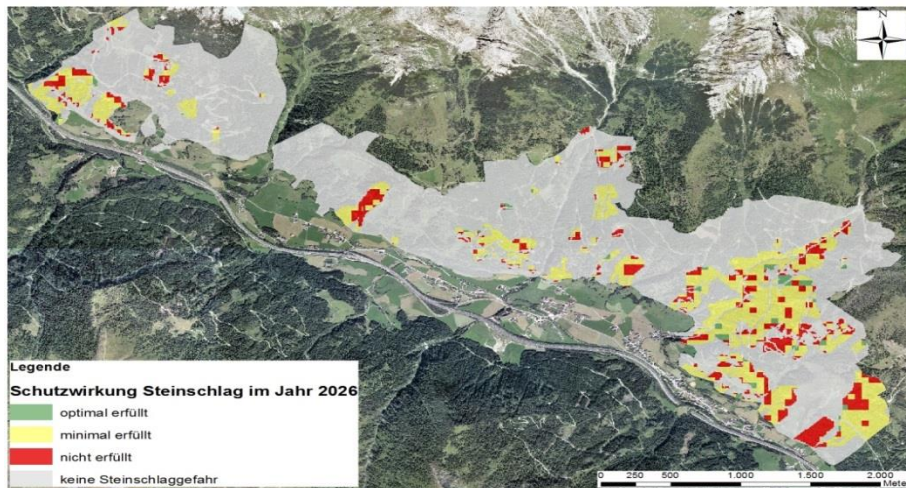 N
Legende
Schutzwirkung Steinschlag im Jahr 2026
optimal erfüllt
minimal erfüllt
nicht erfüllt
keine Steinschlaggefahr
0 250 500 1.000 1.500 2.000
Mete